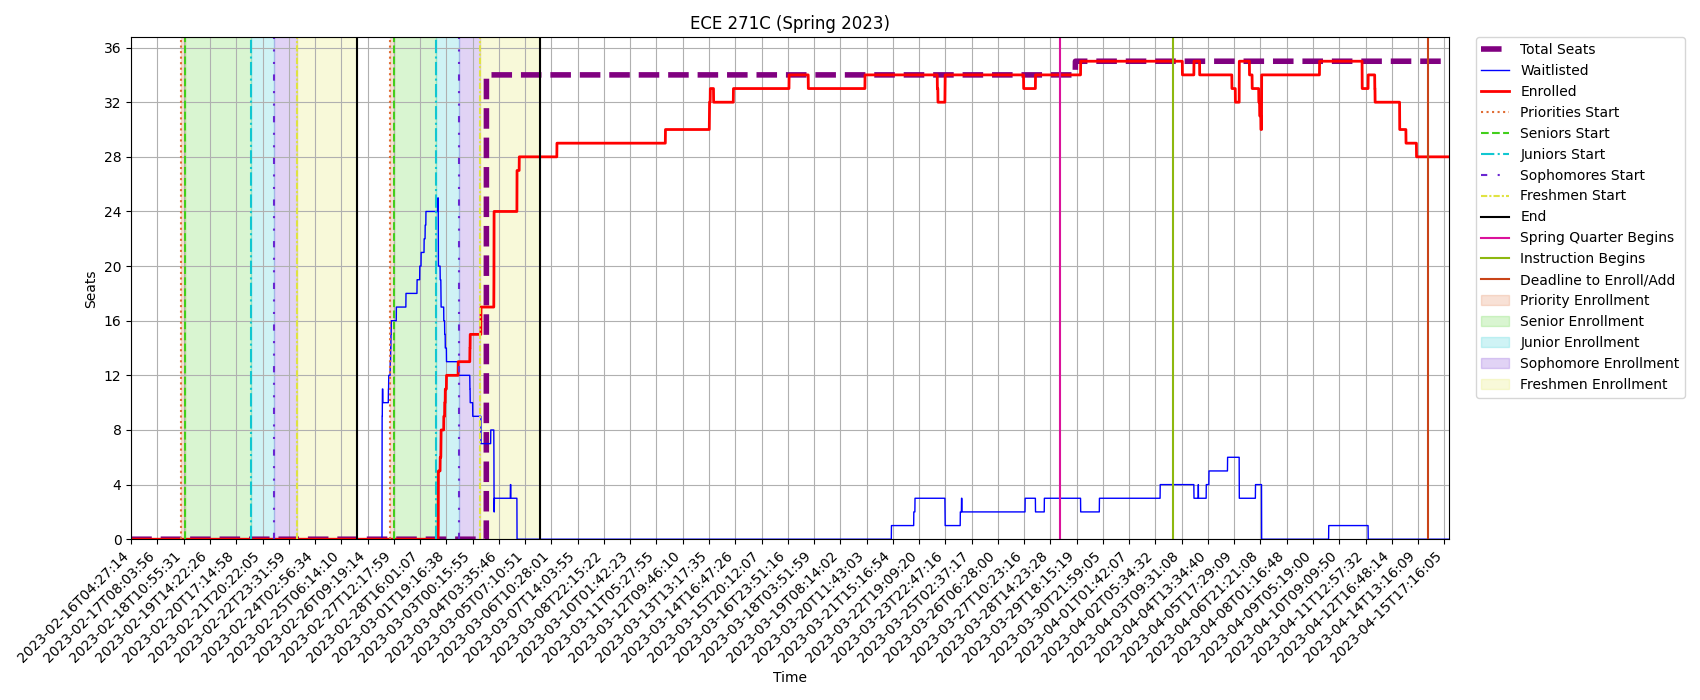 ECE 271C (Spring 2023)
Seats
36
32
28
24
20
16
12
8
4
0
2023-02-16T04:27:14
2023-02-17T08:03:56
2023-02-18T10:55:31
2023-02-19T14:22:26
2023-02-20T17:14:58
2023-02-21T20:22:05
2023-02-22T23:31:59
2023-02-24T02:56:34
2023-02-25T06:14:10
2023-02-26T09:19:14
2023-02-27T12:17:59
2023-02-28T16:01:07
2023-03-01T19:16:38
2023-03-03T00:15:55
2023-03-04T03:35:46
2023-03-05T07:10:51
2023-03-06T10:28:01
2023-03-07T14:03:55
2023-03-08T22:15:22
2023-03-10T01:42:23
2023-03-11T05:27:55
2023-03-12T09:46:10
2023-03-13T13:17:35
2023-03-14T16:47:26
2023-03-15T20:12:07
2023-03-16T23:51:16
2023-03-18T03:51:59
2023-03-19T08:14:02
2023-03-20T11:43:03
2023-03-21T15:16:54
2023-03-22T19:09:20
2023-03-23T22:47:16
2023-03-25T02:37:17
2023-03-26T06:28:00
2023-03-27T10:23:16
2023-03-28T14:23:28
2023-03-29T18:15:19
2023-03-30T21:59:05
2023-04-01T01:42:07
2023-04-02T05:34:32
2023-04-03T09:31:08
2023-04-04T13:34:40
2023-04-05T17:29:09
2023-04-06T21:21:08
2023-04-08T01:16:48
2023-04-09T05:19:00
2023-04-10T09:09:50
2023-04-11T12:57:32
2023-04-12T16:48:14
2023-04-14T13:16:09
2023-04-15T17:16:05
Time
Total Seats
Waitlisted
Enrolled
Priorities Start
Seniors Start
Juniors Start
Sophomores Start
Freshmen Start
End
Spring Quarter Begins
Instruction Begins
Deadline to Enroll/Add
Priority Enrollment
Senior Enrollment
Junior Enrollment
Sophomore Enrollment
Freshmen Enrollment